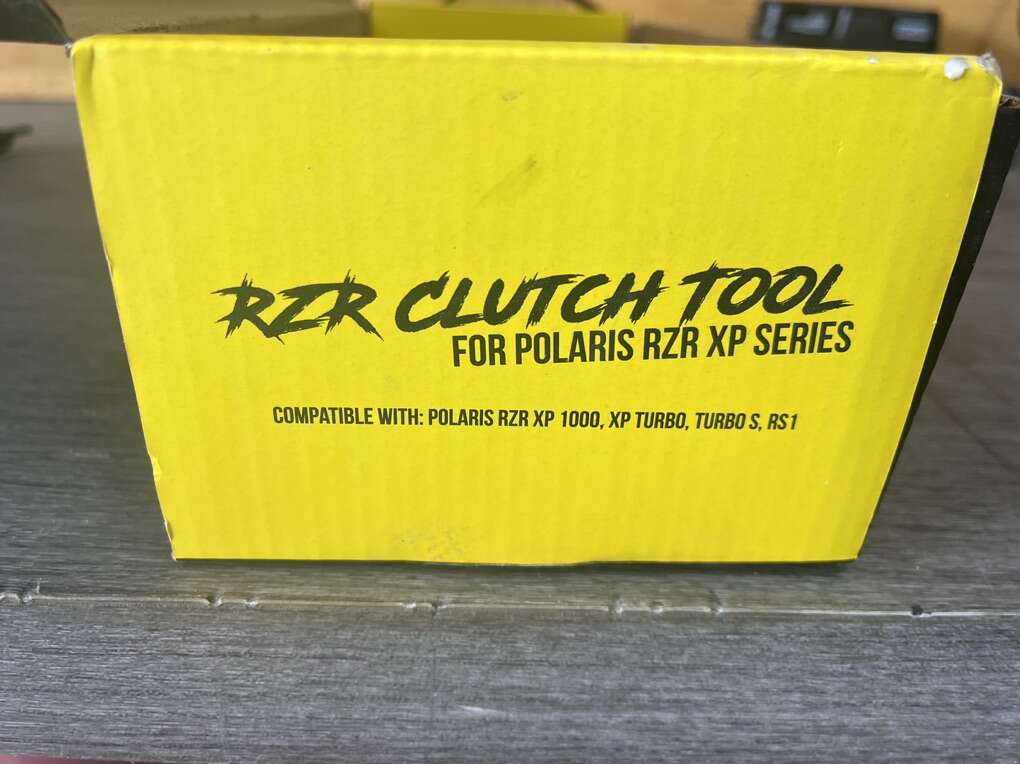 RZR CLUTCH TOOL
FOR POLARIS RZR XP SERIES
COMPATIBLE WITH: POLARIS RZR XP 1000, XP TURBO, TURBO S, RS1